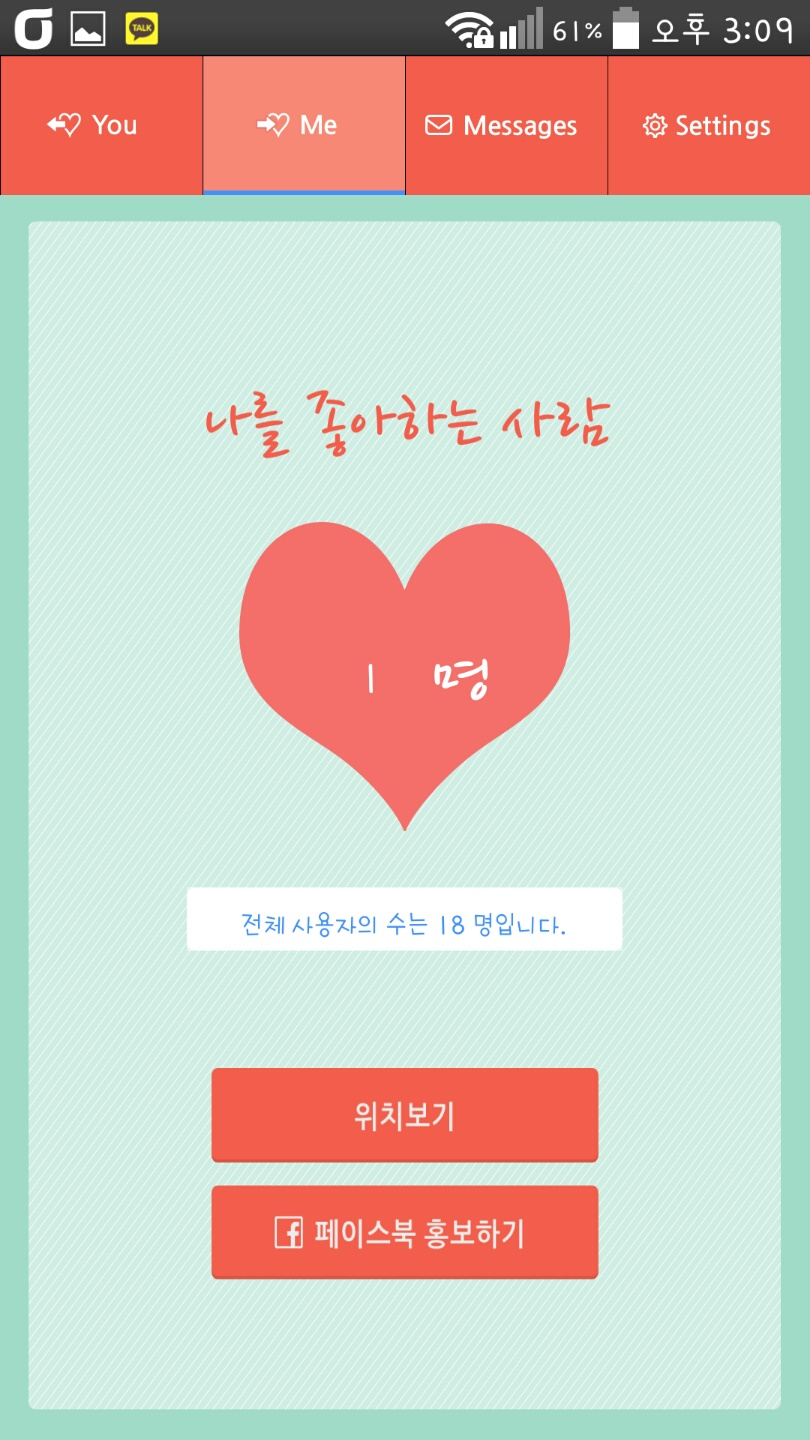 TALK 61% 오후 3:09
You Me Messages Settings
나를 좋아하는 사람
1 명
전체 사용자의 수는 18 명입니다.
위치보기
페이스북 홍보하기